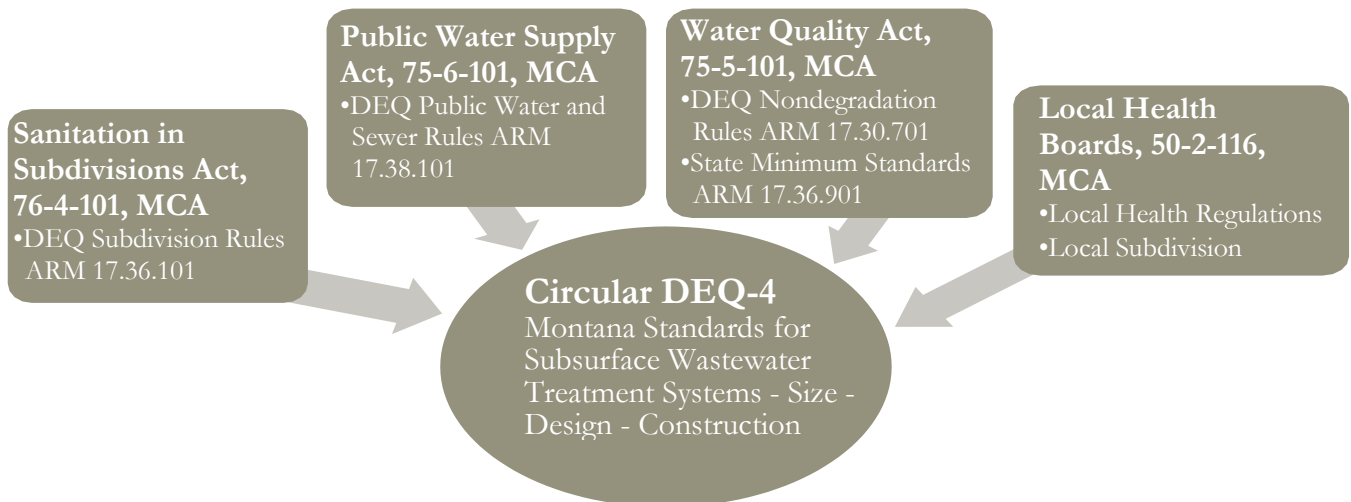 Sanitation in
Subdivisions Act,
76-4-101, MCA
•DEQ Subdivision Rules
ARM 17.36.101
Public Water Supply
Act, 75-6-101, MCA
•DEQ Public Water and
Sewer Rules ARM
17.38.101
Water Quality Act,
75-5-101, MCA
•DEQ Nondegradation
Rules ARM 17.30.701
•State Minimum Standards
ARM 17.36.901
Local Health
Boards, 50-2-116,
MCA
•Local Health Regulations
•Local Subdivision
Circular DEQ-4
Montana Standards for
Subsurface Wastewater
Treatment Systems - Size -
Design - Construction